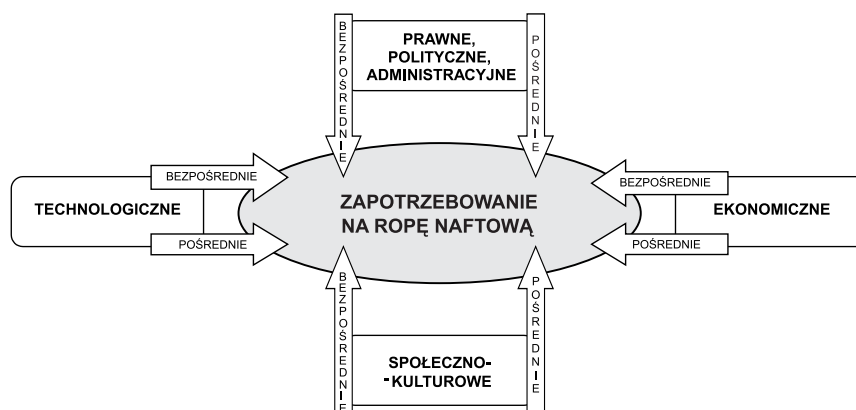 PRAWNE,
POLITYCZNE,
ADMINISTRACYJNE
BEZPOŚREDNIE
POŚREDNIE
BEZPOŚREDNIE
TECHNOLOGICZNE
POŚREDNIE
ZAPOTRZEBOWANIE
NA ROPĘ NAFTOWĄ
BEZPOŚREDNIE
EKONOMICZNE
POŚREDNIE
BEZPOŚREDNIE
POŚREDNIE
SPOŁECZNO-
-KULTUROWE